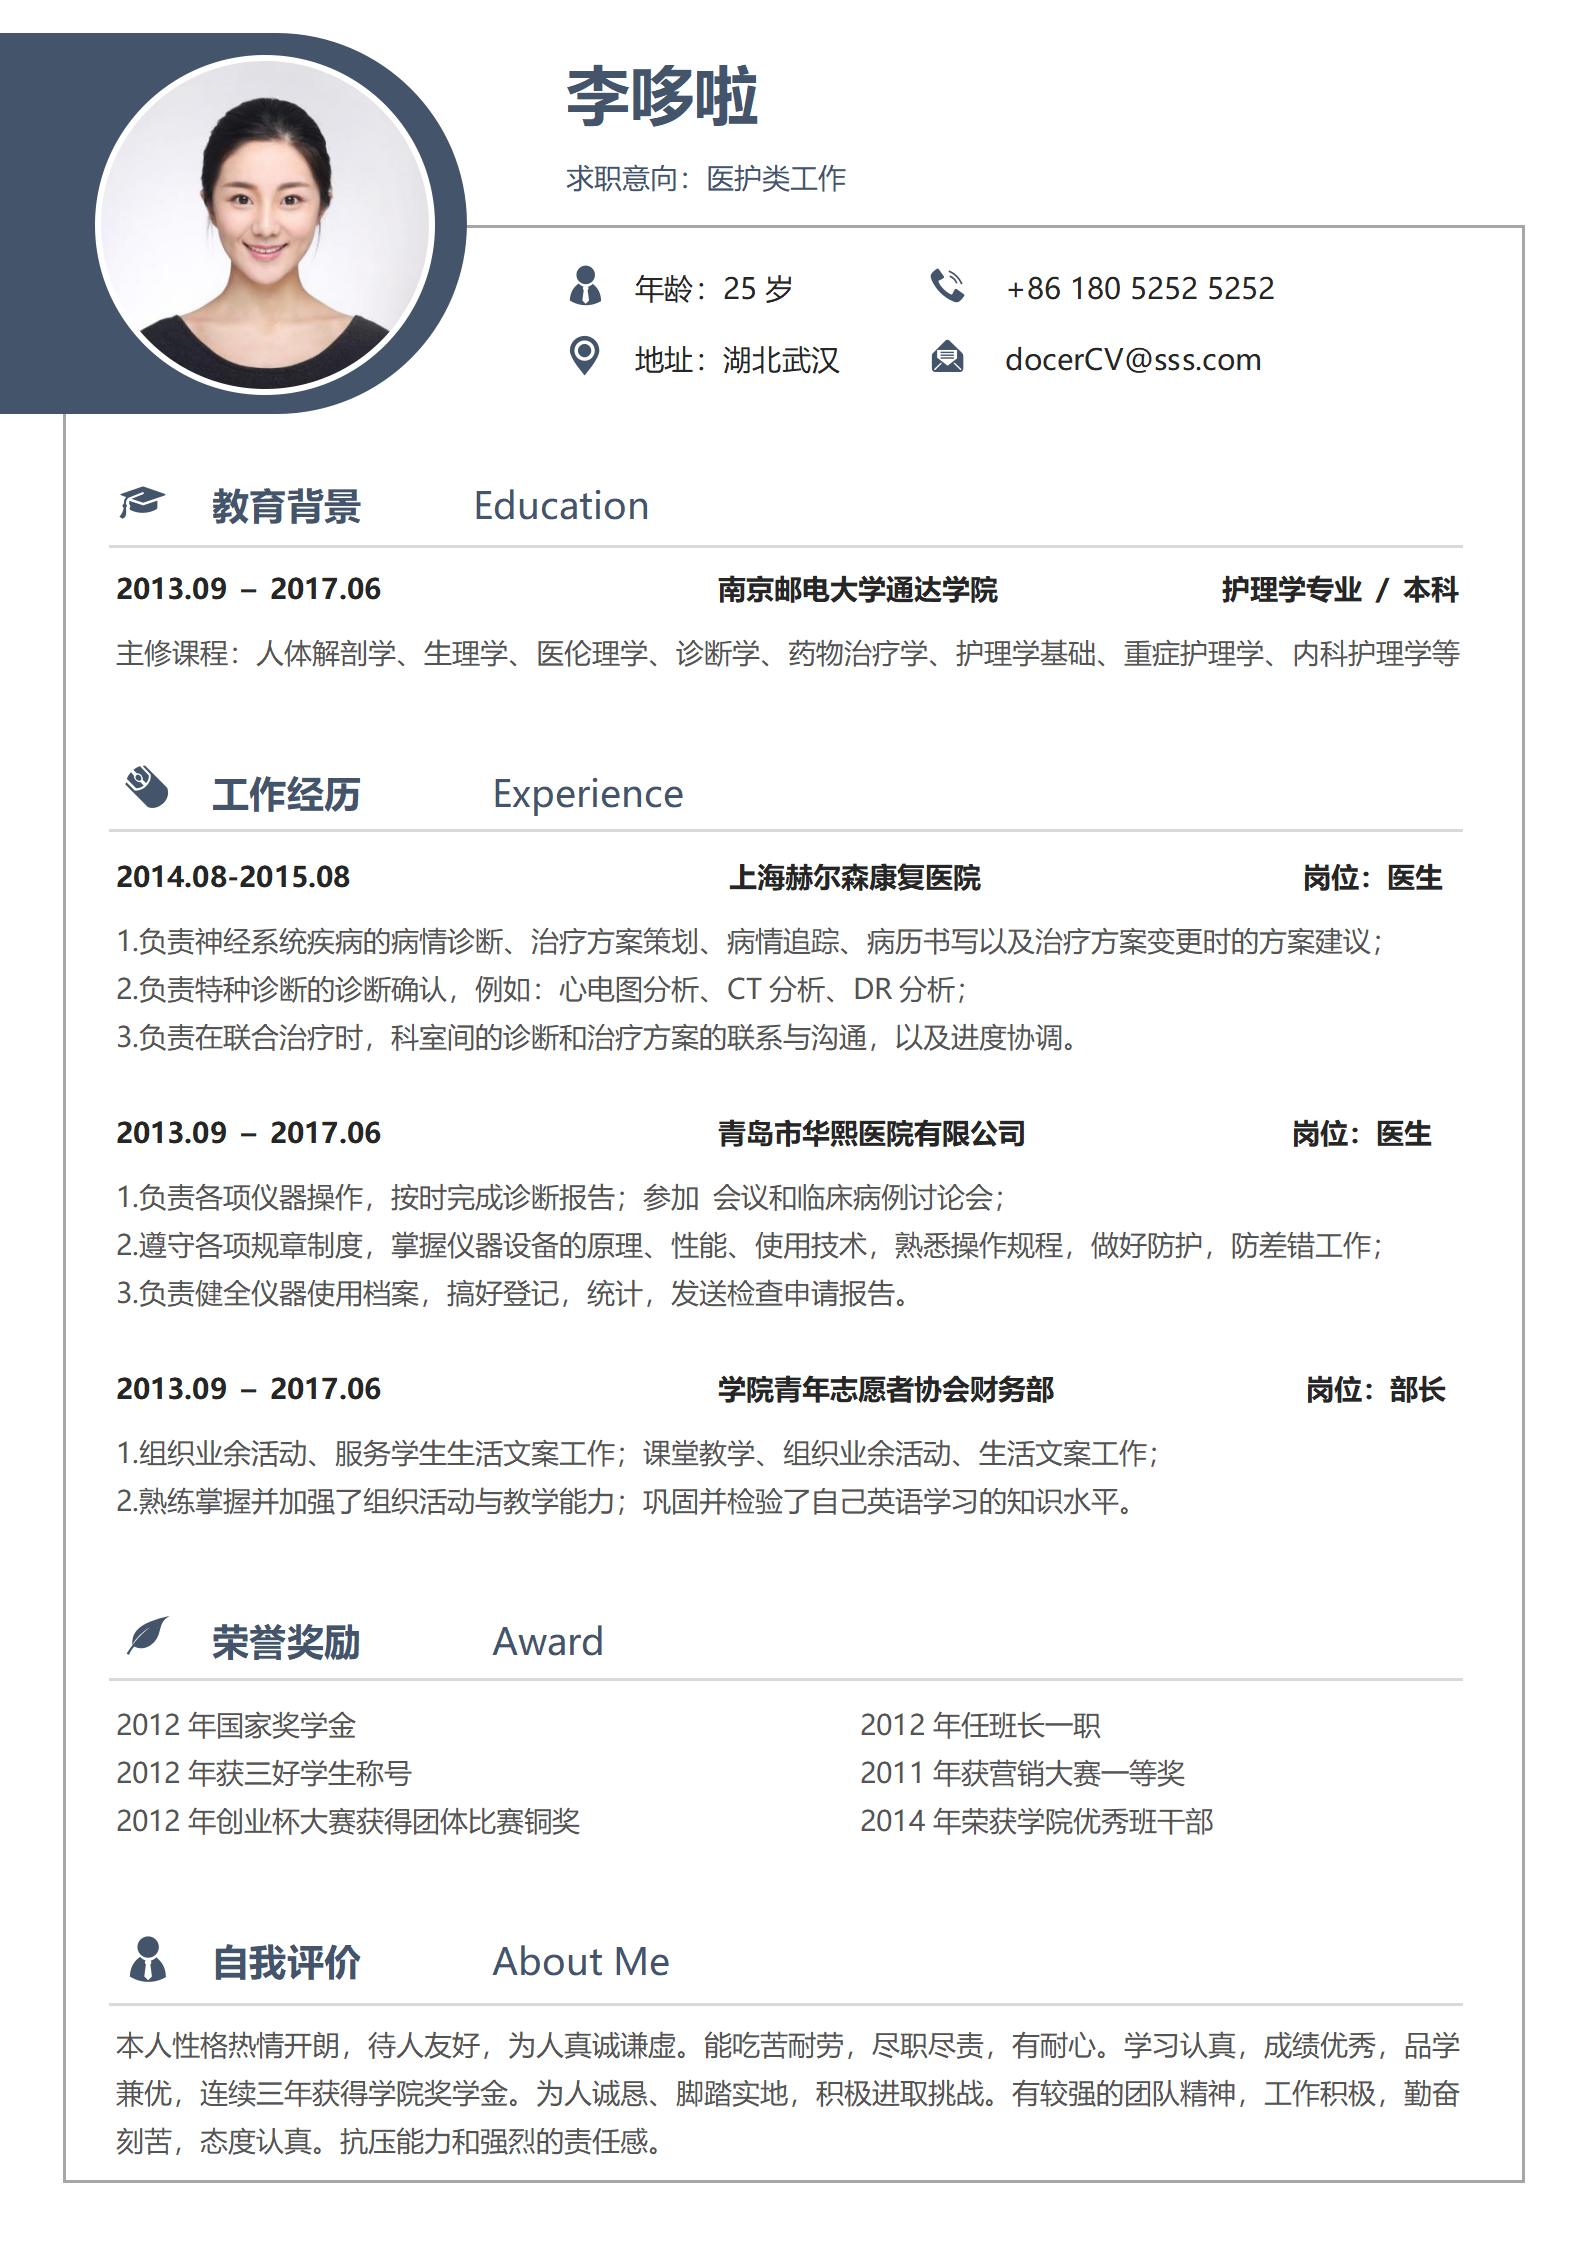 李哆啦
求职意向：医护类工作
年龄：25 岁
+86 180 5252 5252
地址：湖北武汉
docerCV@sss.com
教育背景 Education
2013.09 – 2017.06 南京邮电大学通达学院 护理学专业 / 本科
主修课程：人体解剖学、生理学、医伦理学、诊断学、药物治疗学、护理学基础、重症护理学、内科护理学等
工作经历 Experience
2014.08-2015.08 上海赫尔森康复医院 岗位：医生
1.负责神经系统疾病的病情诊断、治疗方案策划、病情追踪、病历书写以及治疗方案变更时的方案建议；
2.负责特种诊断的诊断确认，例如：心电图分析、CT 分析、DR 分析；
3.负责在联合治疗时，科室间的诊断和治疗方案的联系与沟通，以及进度协调。
2013.09 – 2017.06 青岛市华熙医院有限公司 岗位：医生
1.负责各项仪器操作，按时完成诊断报告；参加 会议和临床病例讨论会；
2.遵守各项规章制度，掌握仪器设备的原理、性能、使用技术，熟悉操作规程，做好防护，防差错工作；
3.负责健全仪器使用档案，搞好登记，统计，发送检查申请报告。
2013.09 – 2017.06 学院青年志愿者协会财务部 岗位：部长
1.组织业余活动、服务学生生活文案工作；课堂教学、组织业余活动、生活文案工作；
2.熟练掌握并加强了组织活动与教学能力；巩固并检验了自己英语学习的知识水平。
荣誉奖励 Award
2012 年国家奖学金 2012 年任班长一职
2012 年获三好学生称号 2011 年获营销大赛一等奖
2012 年创业杯大赛获得团体比赛铜奖 2014 年荣获学院优秀班干部
自我评价 About Me
本人性格热情开朗，待人友好，为人真诚谦虚。能吃苦耐劳，尽职尽责，有耐心。学习认真，成绩优秀，品学
兼优，连续三年获得学院奖学金。为人诚恳、脚踏实地，积极进取挑战。有较强的团队精神，工作积极，勤奋
刻苦，态度认真。抗压能力和强烈的责任感。